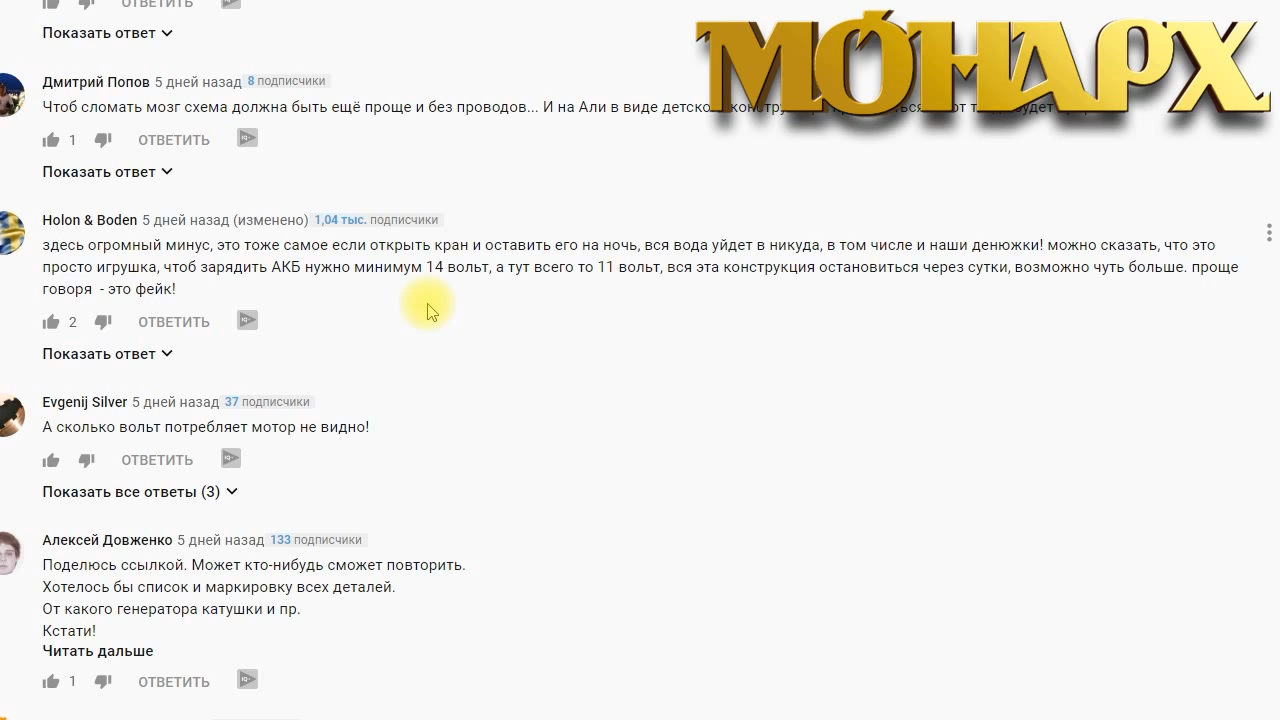 ОТВЕТИТЬ
Показать ответ
МОНАРХ
Дмитрий Попов 5 дней назад 8 подписчики
Чтоб сломать мозг схема должна быть ещё проще и без проводов... И на Али в виде детског
1 ОТВЕТИТЬ
Показать ответ
Holon & Boden 5 дней назад (изменено) 1,04 тыс. подписчики
здесь огромный минус, это тоже самое если открыть кран и оставить его на ночь, вся вода уйдет в никуда, в том числе и наши денюжки! можно сказать, что это
просто игрушка, чтоб зарядить АКБ нужно минимум 14 вольт, а тут всего то 11 вольт, вся эта конструкция остановиться через сутки, возможно чуть больше. проще
говоря - это фейк!
2 ОТВЕТИТЬ
Показать ответ
Evgenij Silver 5 дней назад 37 подписчики
А сколько вольт потребляет мотор не видно!
ОТВЕТИТЬ
Показать все ответы (3)
Алексей Довженко 5 дней назад 133 подписчики
Поделюсь ссылкой. Может кто-нибудь сможет повторить.
Хотелось бы список и маркировку всех деталей.
От какого генератора катушки и пр.
Кстати!
Читать дальше
1 ОТВЕТИТЬ